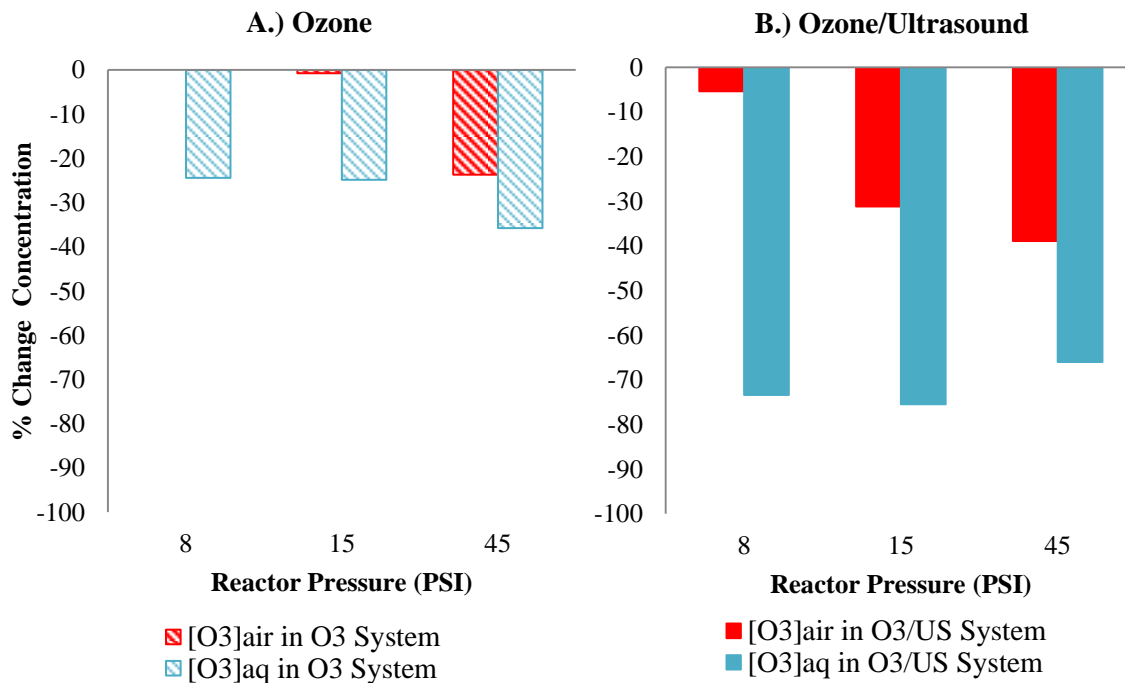 A.) Ozone
% Change Concentration
0
-10
-20
-30
-40
-50
-60
-70
-80
-90
-100
8 15 45
Reactor Pressure (PSI)
[O3]air in O3 System
[O3]aq in O3 System
B.) Ozone/Ultrasound
0
-10
-20
-30
-40
-50
-60
-70
-80
-90
-100
8 15 45
Reactor Pressure (PSI)
[O3]air in O3/US System
[O3]aq in O3/US System